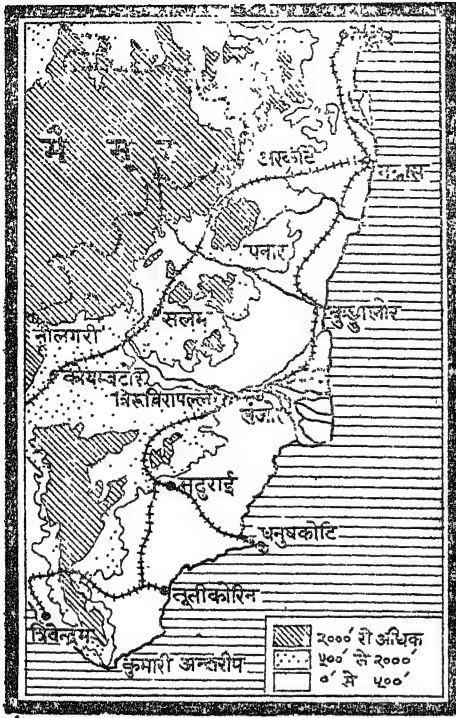 नेल्लोर
मै सू र
अरकाट
मद्रास
पनार
कुड्डालोर
सलेम
नीलगरी
कोयम्बटोर
त्रिरूचिरापल्ली
तंजोर
मदुराई
धनुषकोटि
तूतीकोरिन
त्रिवेन्द्रम
कुमारी अन्तरीप
२०००' से अधिक
५००' से २०००'
०' से ५००'